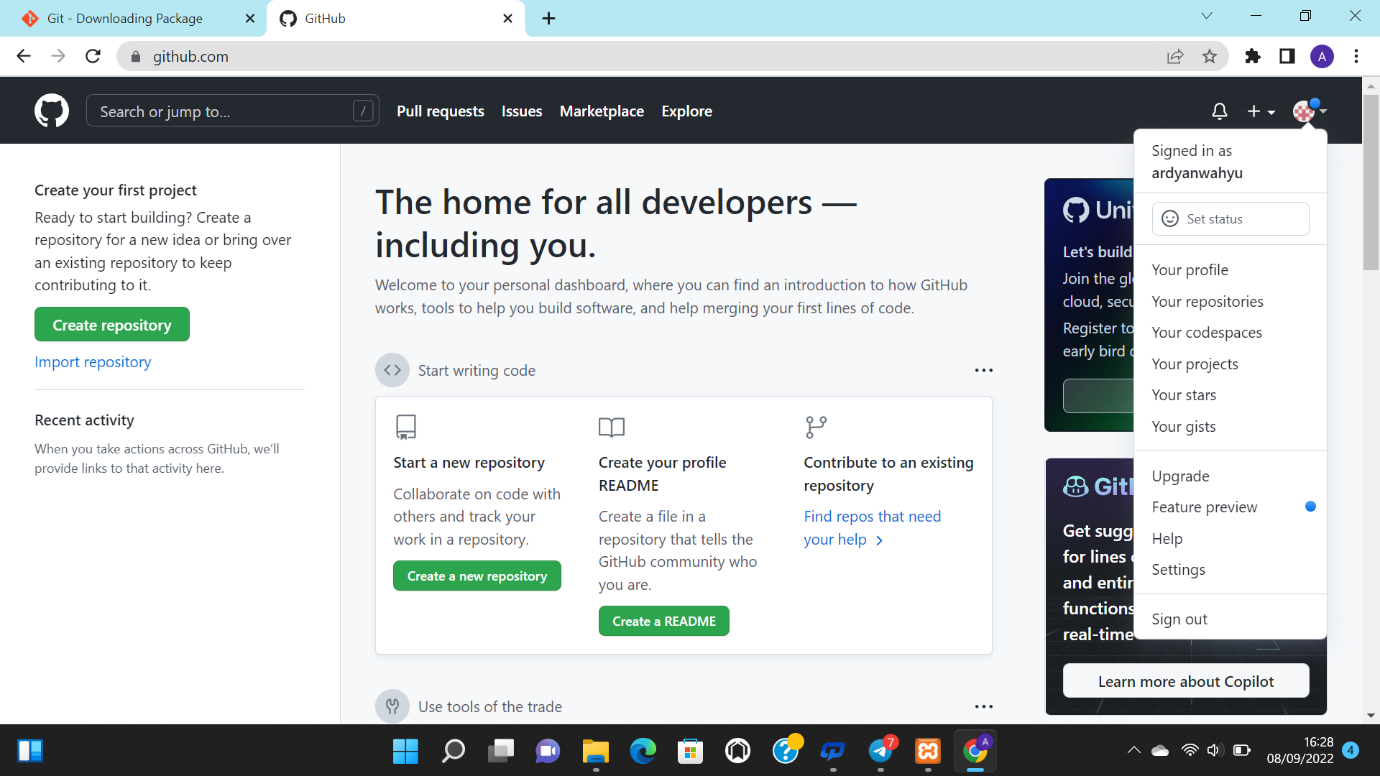 Git - Downloading Package
GitHub
github.com
A
Search or jump to...
/
Pull requests
Issues
Marketplace
Explore
Signed in as
ardyanwahyu
Set status
Your profile
Your repositories
Your codespaces
Your projects
Your stars
Your gists
Upgrade
Feature preview
Help
Settings
Sign out
Create your first project
Ready to start building? Create a
repository for a new idea or bring over
an existing repository to keep
contributing to it.
Create repository
Import repository
Recent activity
When you take actions across GitHub, we'll
provide links to that activity here.
The home for all developers —
including you.
Welcome to your personal dashboard, where you can find an introduction to how GitHub
works, tools to help you build software, and help merging your first lines of code.
Start writing code
Start a new repository
Collaborate on code with
others and track your
work in a repository.
Create a new repository
Create your profile
README
Create a file in a
repository that tells the
GitHub community who
you are.
Create a README
Contribute to an existing
repository
Find repos that need
your help
Use tools of the trade
Let's build
Join the
cloud,
Register to
early bird
Get
for lines
and
functions
real-time
Learn more about Copilot
7
A
16:28
08/09/2022
4